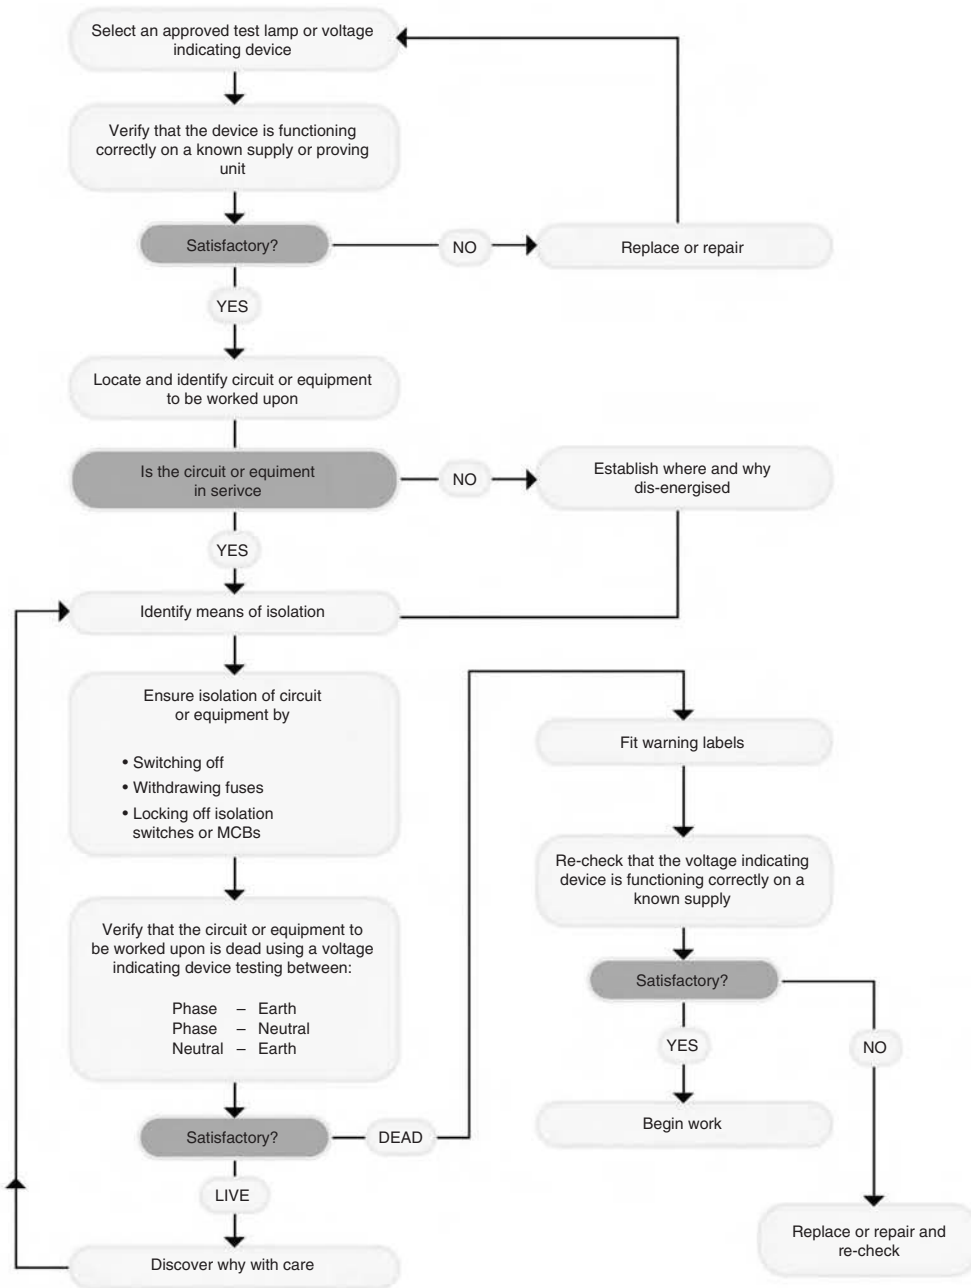 Select an approved test lamp or voltage
indicating device
Verify that the device is functioning
correctly on a known supply or proving
unit
Satisfactory?
NO
Replace or repair
YES
Locate and identify circuit or equipment
to be worked upon
Is the circuit or equiment
in serivce
NO
Establish where and why
dis-energised
YES
Identify means of isolation
Ensure isolation of circuit
or equipment by
• Switching off
• Withdrawing fuses
• Locking off isolation
switches or MCBs
Verify that the circuit or equipment to
be worked upon is dead using a voltage
indicating device testing between:
Phase – Earth
Phase – Neutral
Neutral – Earth
Satisfactory?
DEAD
LIVE
Discover why with care
Fit warning labels
Re-check that the voltage indicating
device is functioning correctly on a
known supply
Satisfactory?
YES
NO
Begin work
Replace or repair and
re-check